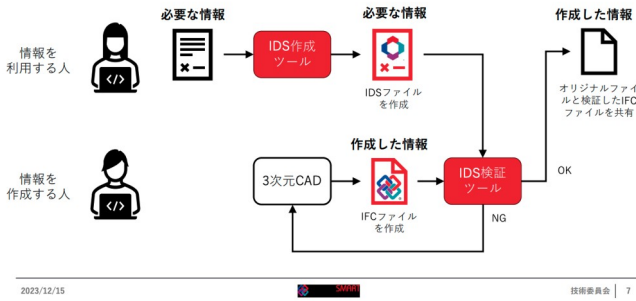 必要な情報
必要な情報
作成した情報
情報を
利用する人
IDS作成
ツール
IDSファイル
を作成
オリジナルファイ
ルと検証したIFC
ファイルを共有
作成した情報
情報を
作成する人
3次元CAD
IFCファイル
を作成
IDS検証
ツール
OK
NG
2023/12/15
SMART
技術委員会
7